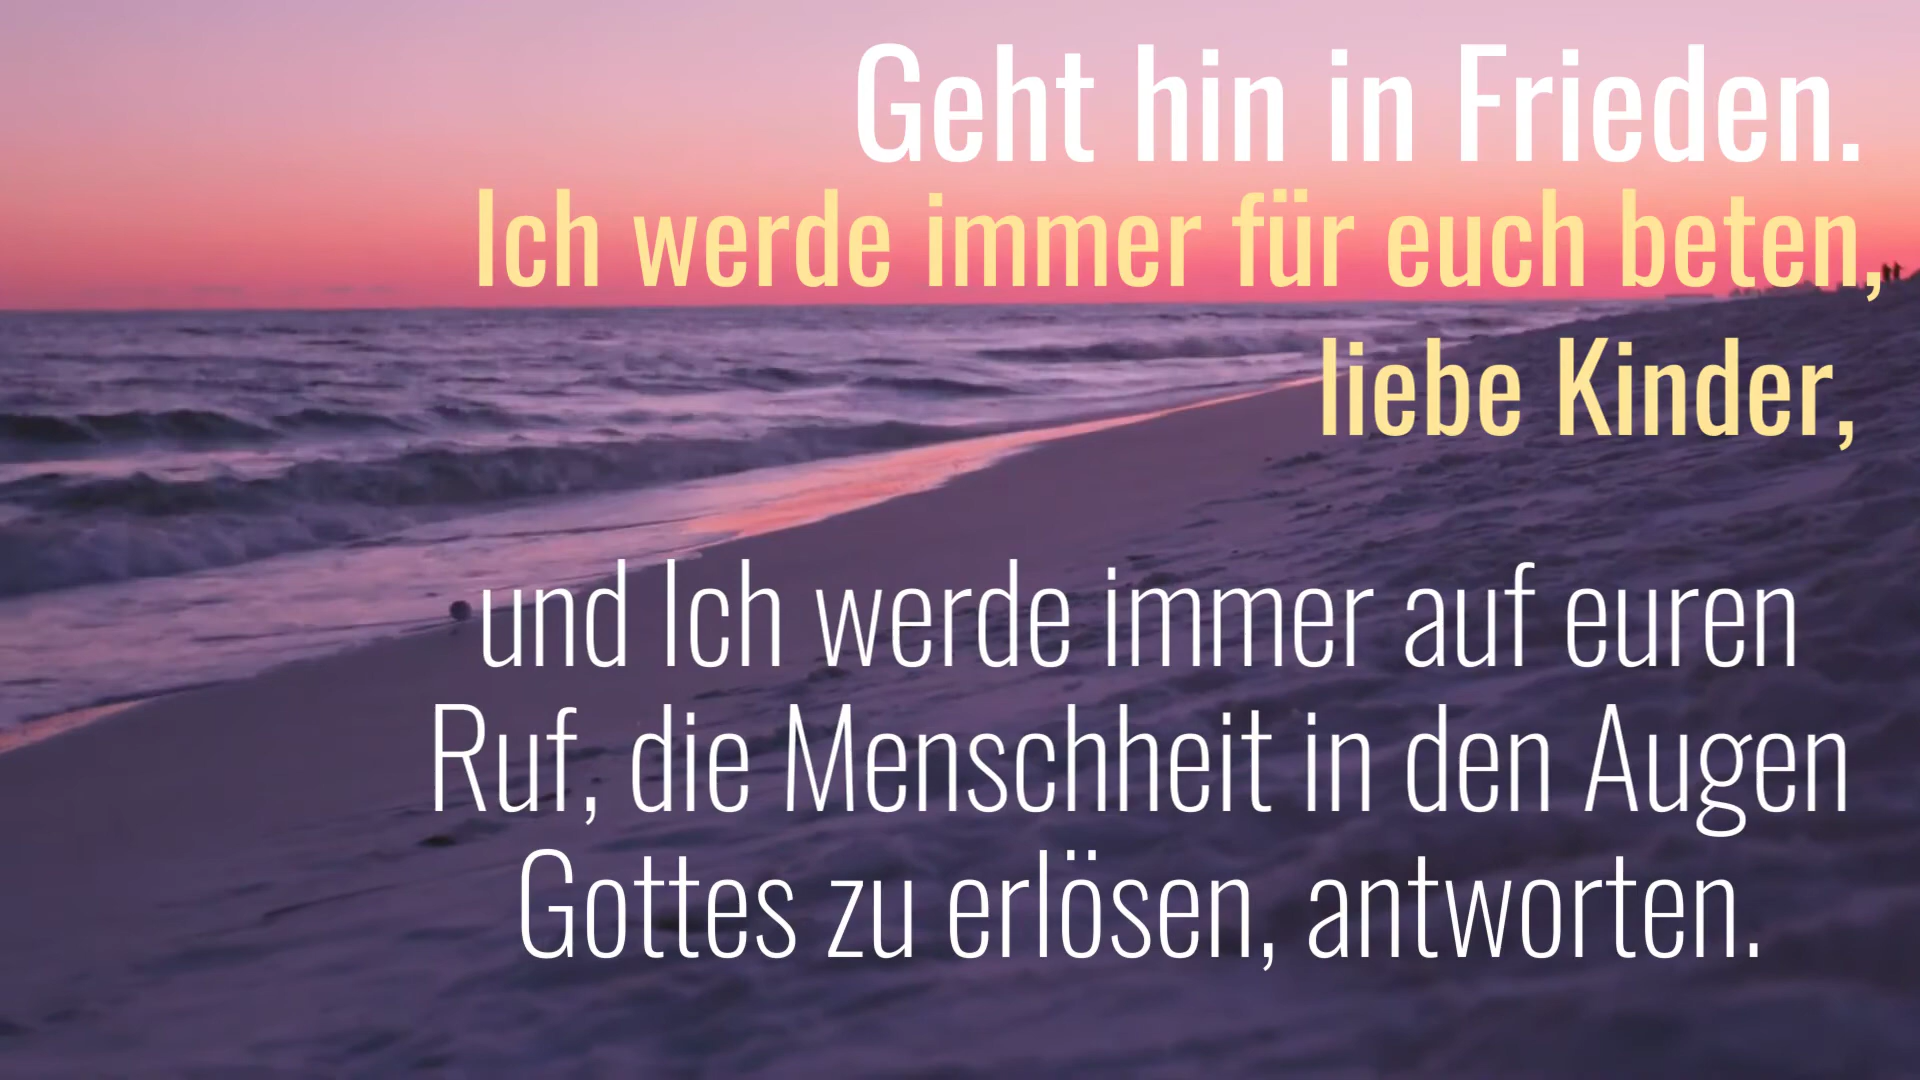 Geht hin in Frieden.
Ich werde immer für euch beten,
liebe Kinder,
und Ich werde immer auf euren
Ruf, die Menschheit in den Augen
Gottes zu erlösen, antworten.